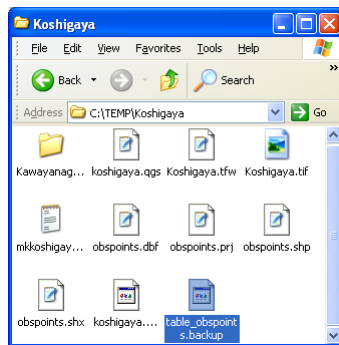 Koshigaya
File Edit View Favorites Tools Help
Back Search
Address C:\TEMP\Koshigaya Go
Kawayanag... koshigaya.qgs Koshigaya.tfw Koshigaya.tif
mkkoshigay... obspoints.dbf obspoints.prj obspoints.shp
obspoints.shx koshigaya.... table_obspoint
s.backup